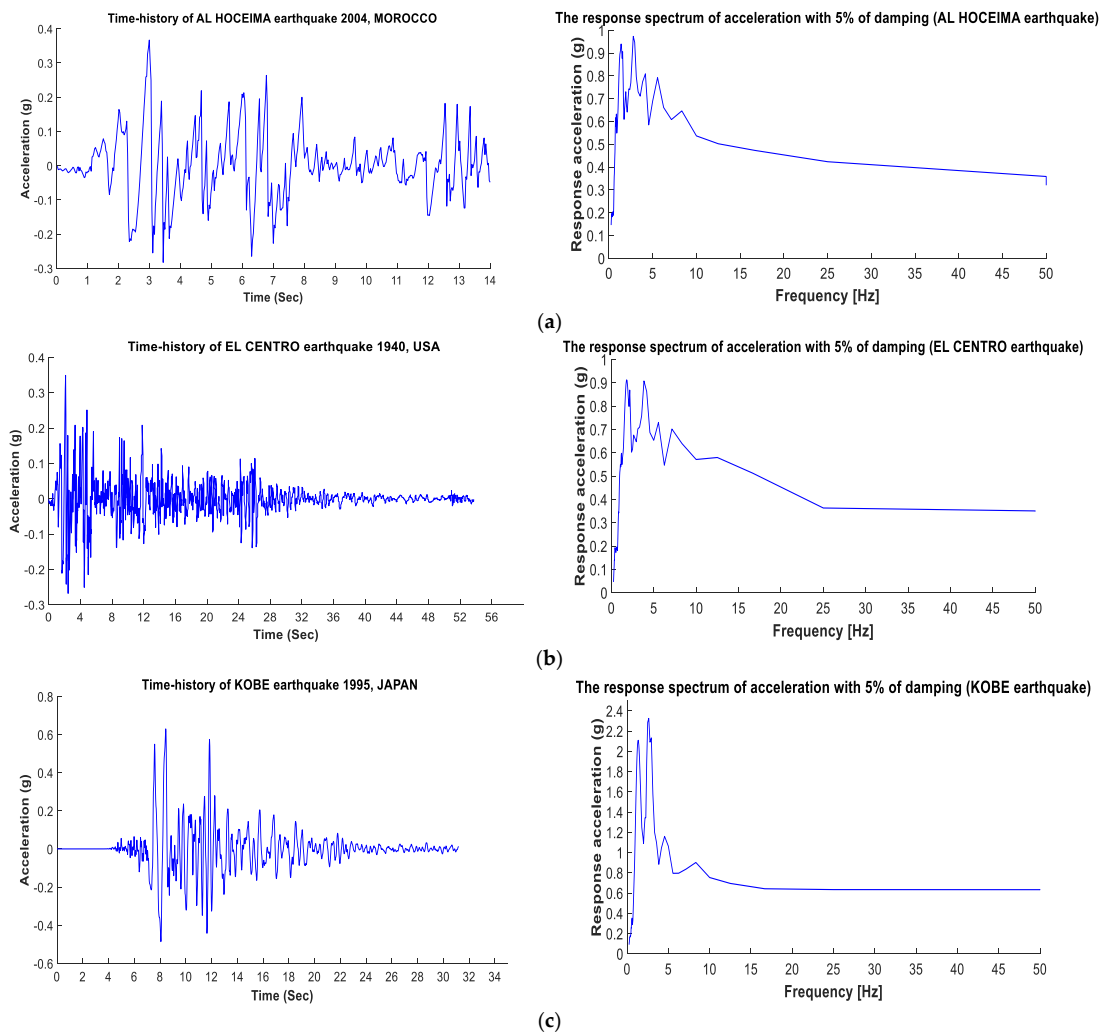 Time-history of AL HOCEIMA earthquake 2004, MOROCCO
Acceleration (g)
0.4
0.3
0.2
0.1
0
-0.1
-0.2
-0.3
0 1 2 3 4 5 6 7 8 9 10 11 12 13 14
Time (Sec)
The response spectrum of acceleration with 5% of damping (AL HOCEIMA earthquake)
Response acceleration (g)
1
0.9
0.8
0.7
0.6
0.5
0.4
0.3
0.2
0.1
0
0 5 10 15 20 25 30 35 40 45 50
Frequency [Hz]
(a)
Time-history of EL CENTRO earthquake 1940, USA
Acceleration (g)
0.4
0.3
0.2
0.1
0
-0.1
-0.2
-0.3
0 4 8 12 16 20 24 28 32 36 40 44 48 52 56
Time (Sec)
The response spectrum of acceleration with 5% of damping (EL CENTRO earthquake)
Response acceleration (g)
1
0.9
0.8
0.7
0.6
0.5
0.4
0.3
0.2
0.1
0
0 5 10 15 20 25 30 35 40 45 50
Frequency [Hz]
(b)
Time-history of KOBE earthquake 1995, JAPAN
Acceleration (g)
0.8
0.6
0.4
0.2
0
-0.2
-0.4
-0.6
0 2 4 6 8 10 12 14 16 18 20 22 24 26 28 30 32 34
Time (Sec)
The response spectrum of acceleration with 5% of damping (KOBE earthquake)
Response acceleration (g)
2.4
2.2
2
1.8
1.6
1.4
1.2
1
0.8
0.6
0.4
0.2
0
0 5 10 15 20 25 30 35 40 45 50
Frequency [Hz]
(c)